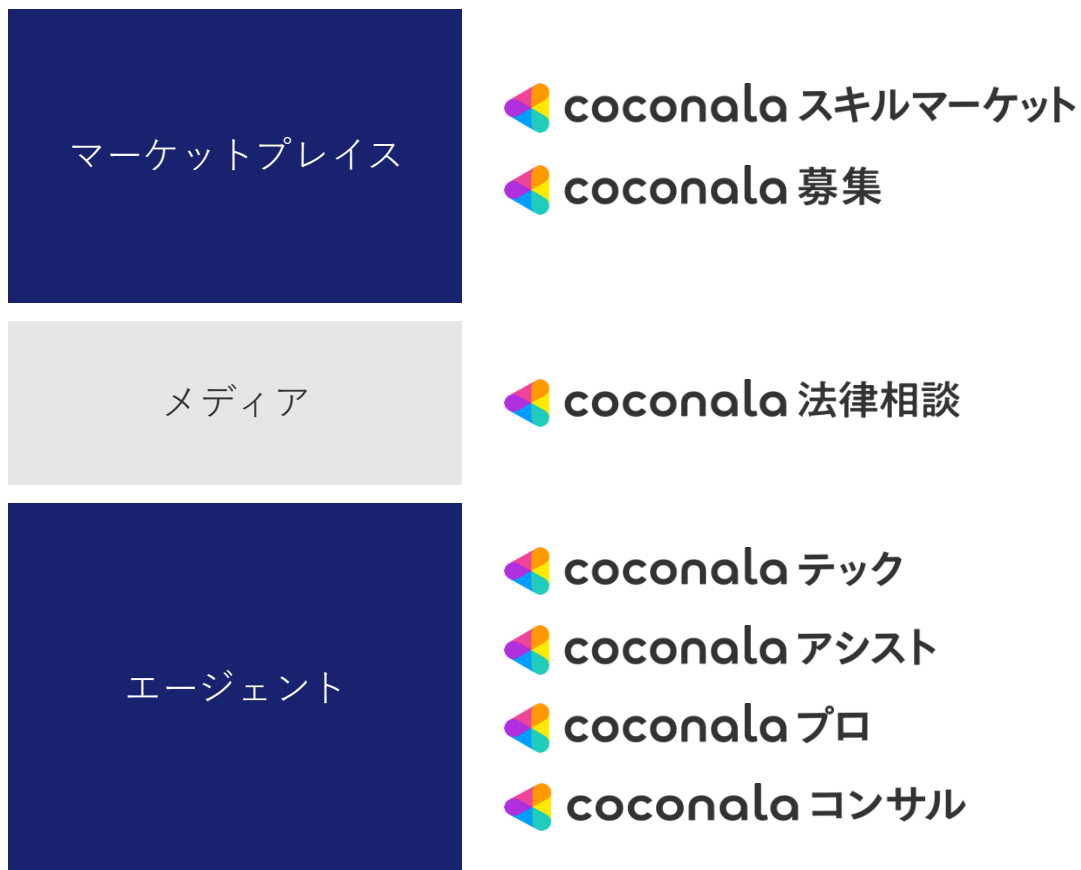 マーケットプレイス
coconala スキルマーケット
coconala 募集
メディア
coconala 法律相談
エージェント
coconala テック
coconala アシスト
coconala プロ
coconala コンサル